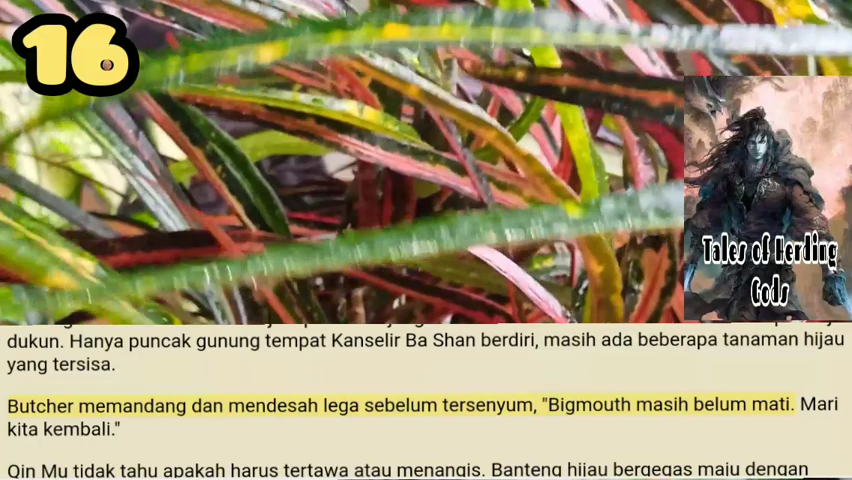 16
Tales of Herding
Gods
dukun. Hanya puncak gunung tempat Kanselir Ba Shan berdiri, masih ada beberapa tanaman hijau
yang tersisa.
Butcher memandang dan mendesah lega sebelum tersenyum, "Bigmouth masih belum mati. Mari
kita kembali."
Qin Mu tidak tahu apakah harus tertawa atau menangis. Banteng hijau bergegas maju dengan